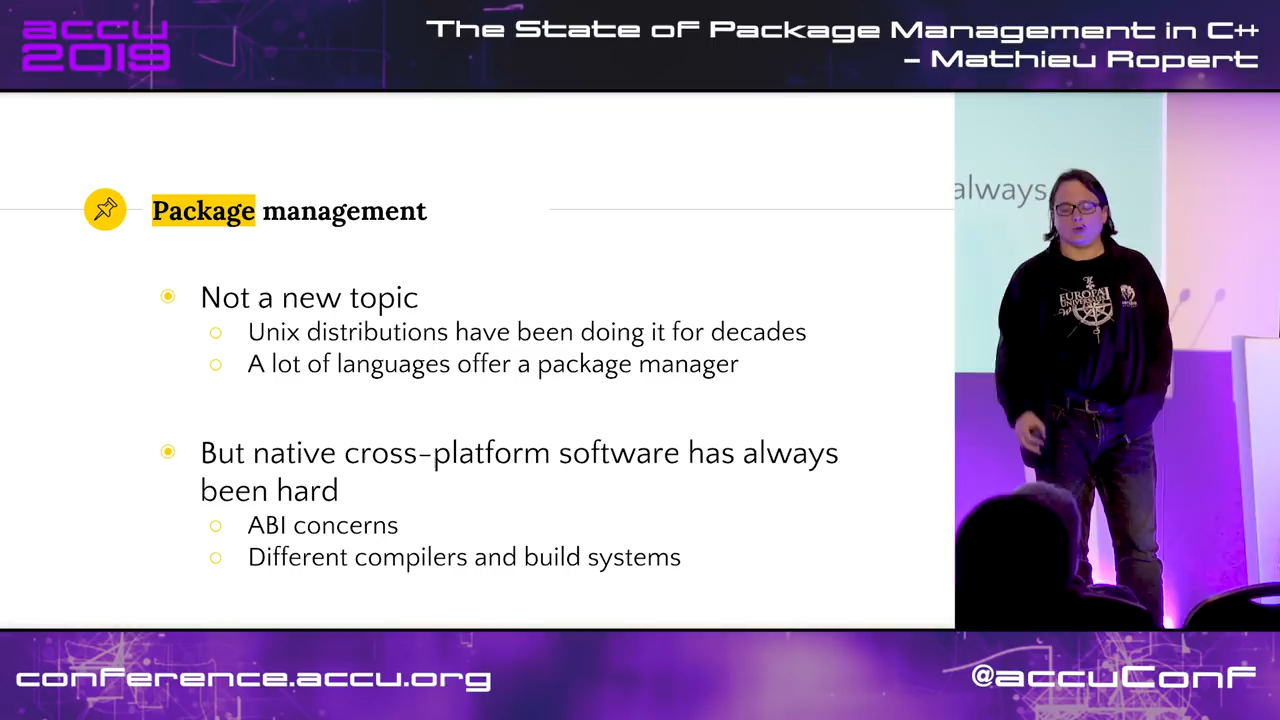 accu
2019
The State of Package Management in C++
– Mathieu Ropert
Package management
Not a new topic
Unix distributions have been doing it for decades
A lot of languages offer a package manager
But native cross-platform software has always
been hard
ABI concerns
Different compilers and build systems
always
EUROPA
UNIVERSALIS
conference.accu.org
@accuConf